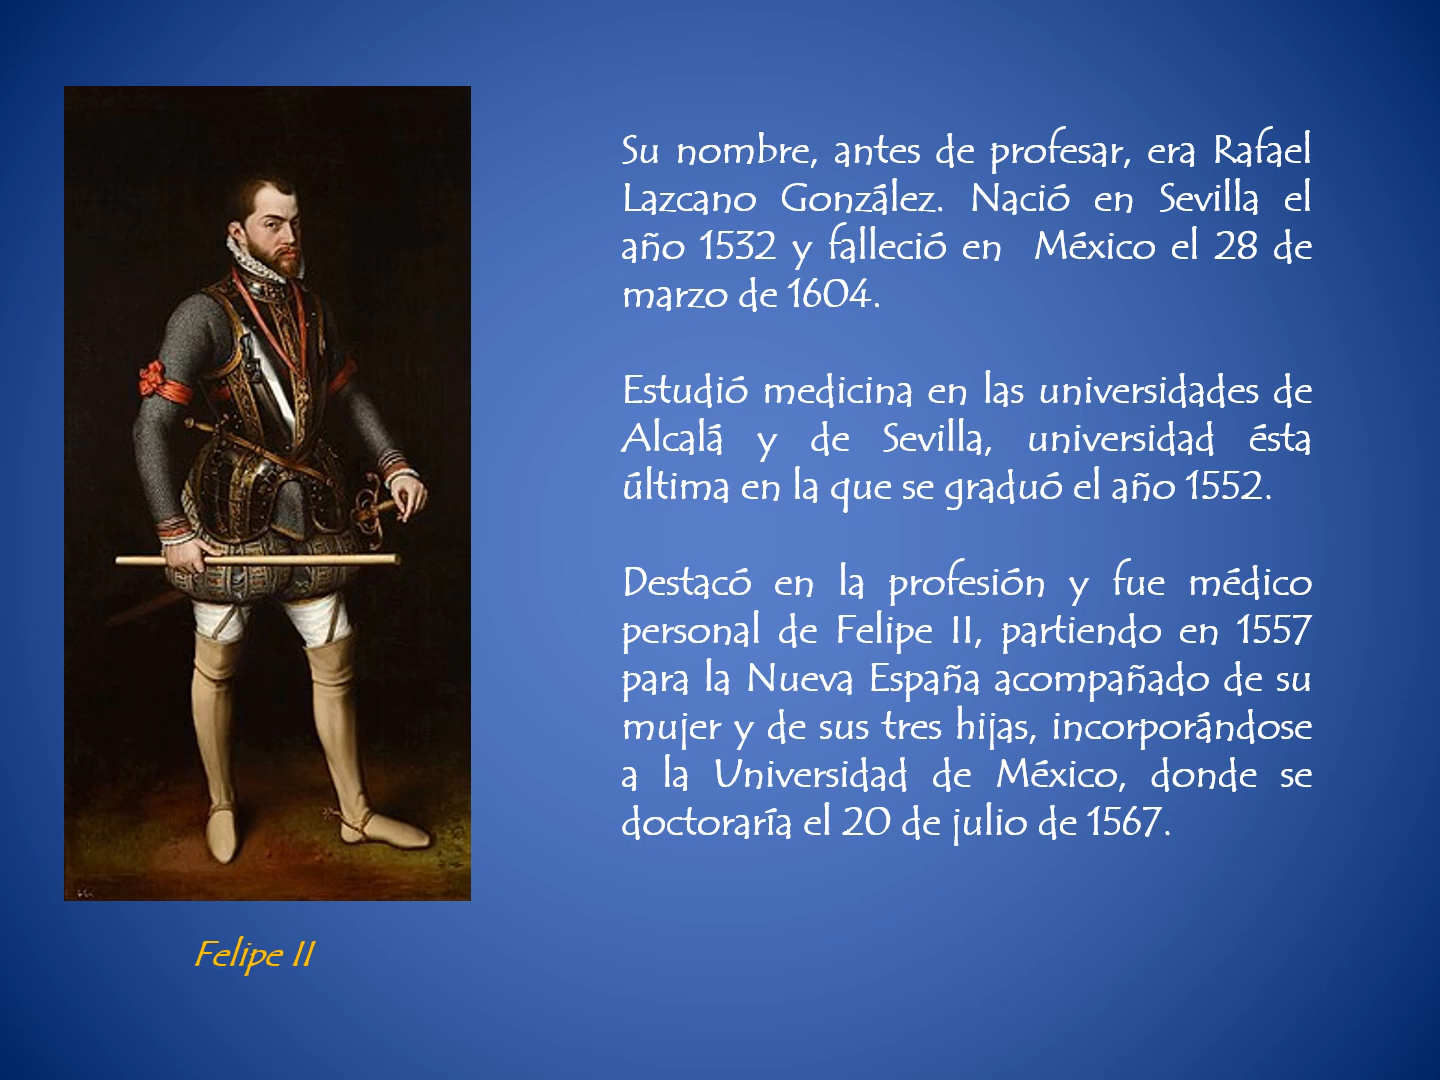 Su nombre, antes de profesar, era Rafael
Lazcano González. Nació en Sevilla el
año 1532 y falleció en México el 28 de
marzo de 1604.
Estudió medicina en las universidades de
Alcalá y de Sevilla, universidad ésta
última en la que se graduó el año 1552.
Destacó en la profesión y fue médico
personal de Felipe II, partiendo en 1557
para la Nueva España acompañado de su
mujer y de sus tres hijas, incorporándose
a la Universidad de México, donde se
doctoraría el 20 de julio de 1567.
Felipe II